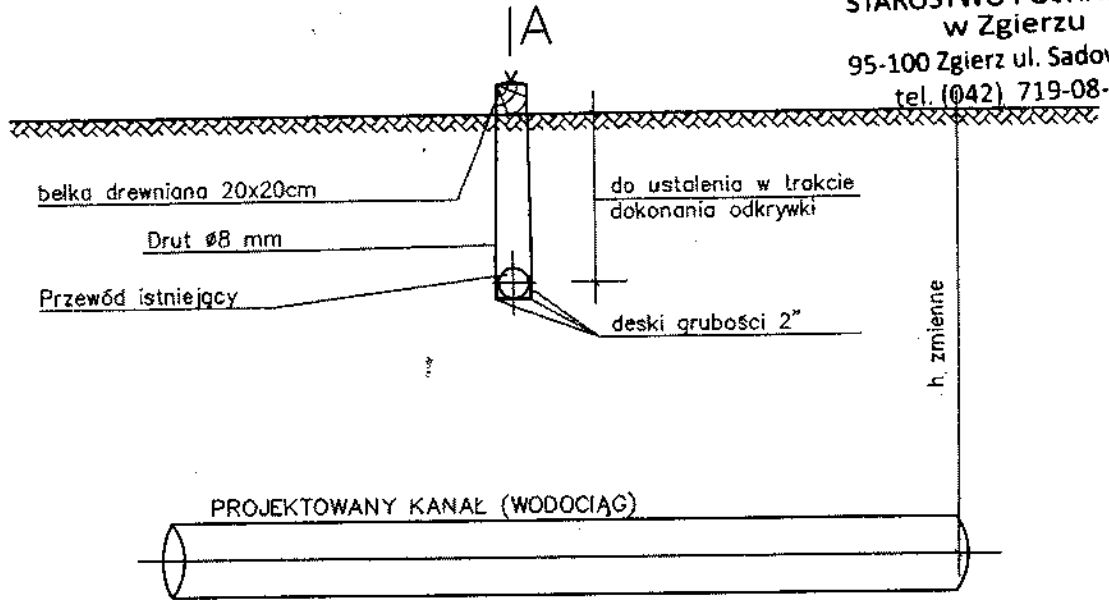 A
w Zgierzu
95-100 Zgierz ul.
tel. (042) 719-08-
belka drewniana 20x20cm
do ustalenia w trakcie
dokonania odkrywki
Drut ø8 mm
Przewód istniejący
deski grubości 2"
h zmienne
PROJEKTOWANY KANAŁ (WODOCIĄG)